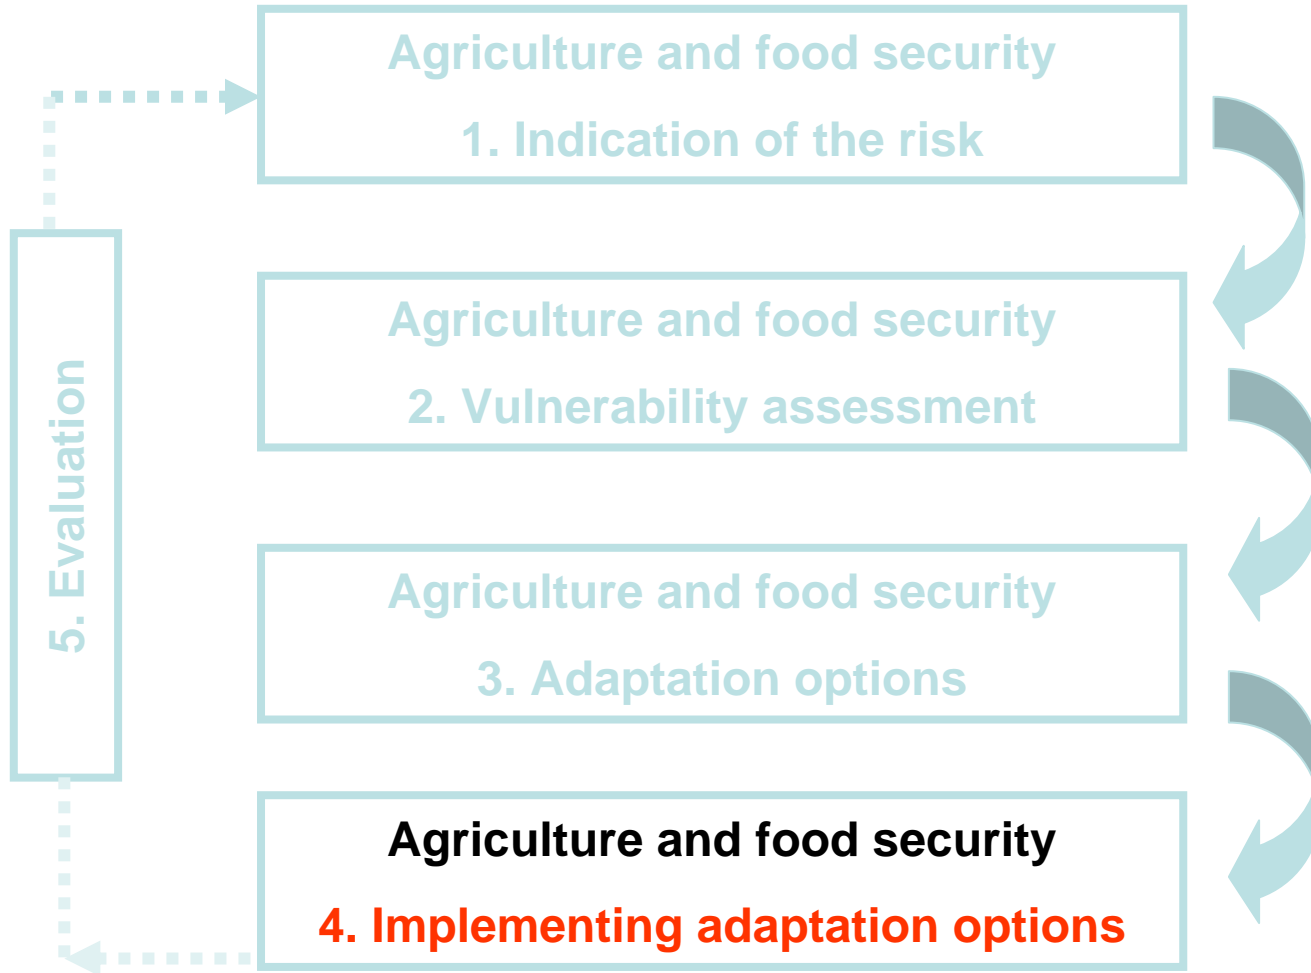 Agriculture and food security
1. Indication of the risk
Agriculture and food security
2. Vulnerability assessment
5. Evaluation
Agriculture and food security
3. Adaptation options
Agriculture and food security
4. Implementing adaptation options